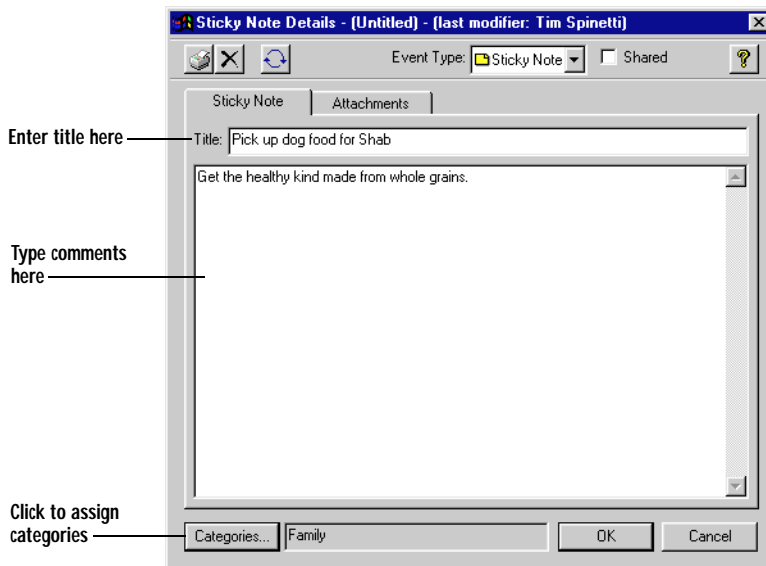 Sticky Note Details - (Untitled) - (last modifier: Tim Spinetti)
Event Type: Sticky Note Shared
Sticky Note Attachments
Enter title here
Title: Pick up dog food for Shab
Get the healthy kind made from whole grains.
Type comments
here
Click to assign
categories
Categories... Family OK Cancel